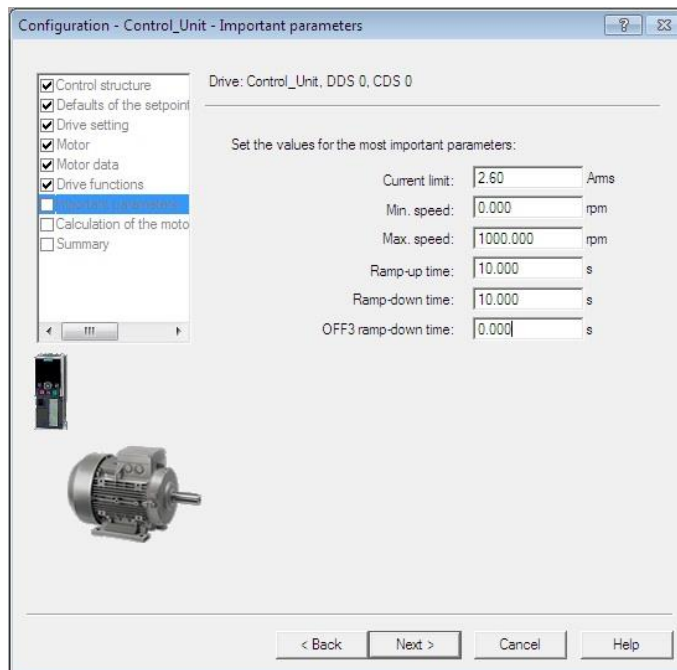 Configuration - Control_Unit - Important parameters
Control structure
Defaults of the setpoint
Drive setting
Motor
Motor data
Drive functions
Important parameters
Calculation of the moto
Summary
Drive: Control_Unit, DDS 0, CDS 0
Set the values for the most important parameters:
Current limit: 2.60 Arms
Min. speed: 0.000 rpm
Max. speed: 1000.000 rpm
Ramp-up time: 10.000 s
Ramp-down time: 10.000 s
OFF3 ramp-down time: 0.000 s
< Back Next > Cancel Help